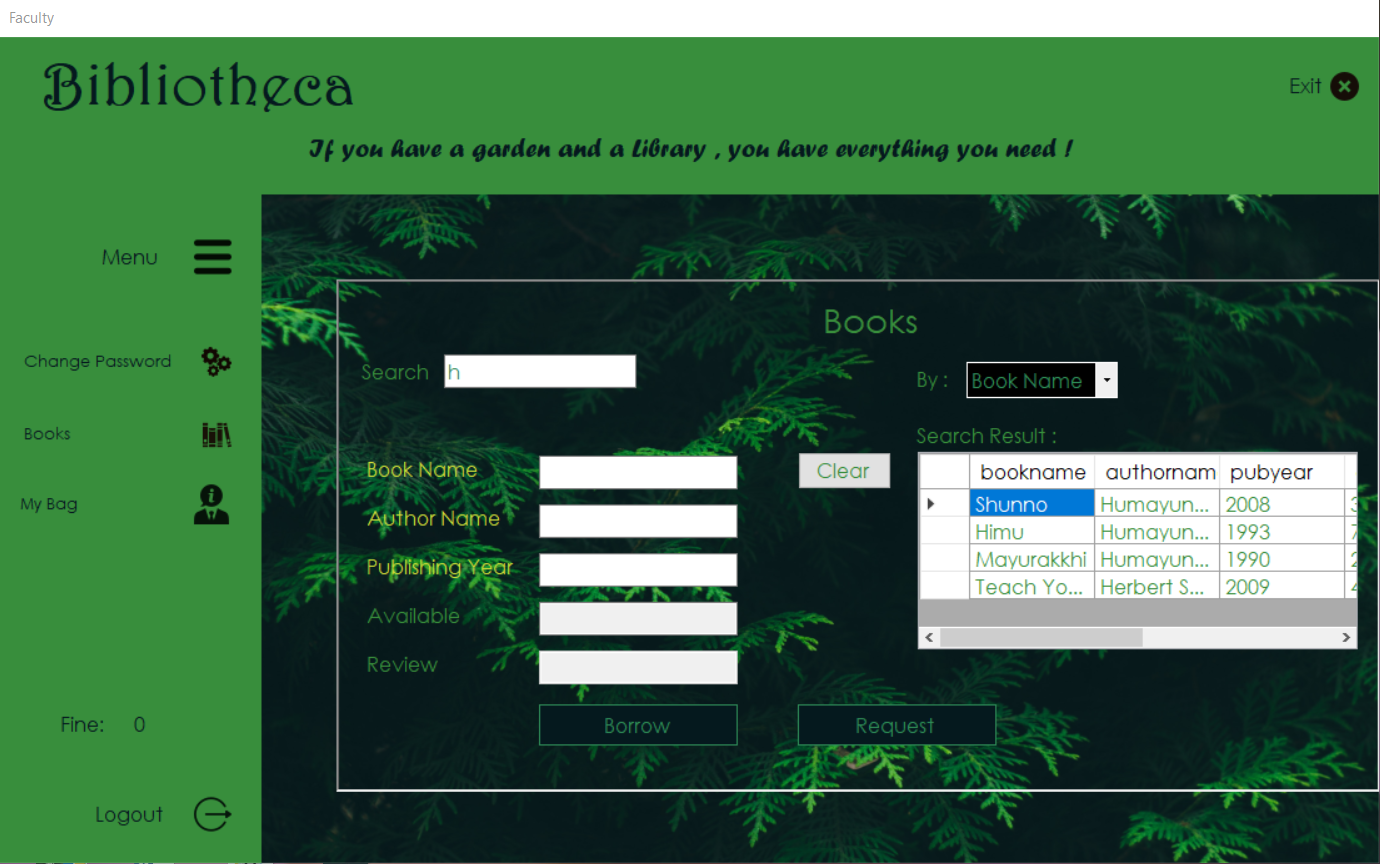 Faculty
Bibliotheca
Exit
If you have a garden and a Library , you have everything you need !
Menu
Change Password
Books
My Bag
Fine: 0
Logout
Books
Search h
By : Book Name
Search Result :
Book Name
Clear
Author Name
Publishing Year
Available
Review
Borrow
Request
bookname authornam pubyear
Shunno Humayun... 2008
Himu Humayun... 1993
Mayurakkhi Humayun... 1990
Teach Yo... Herbert S... 2009